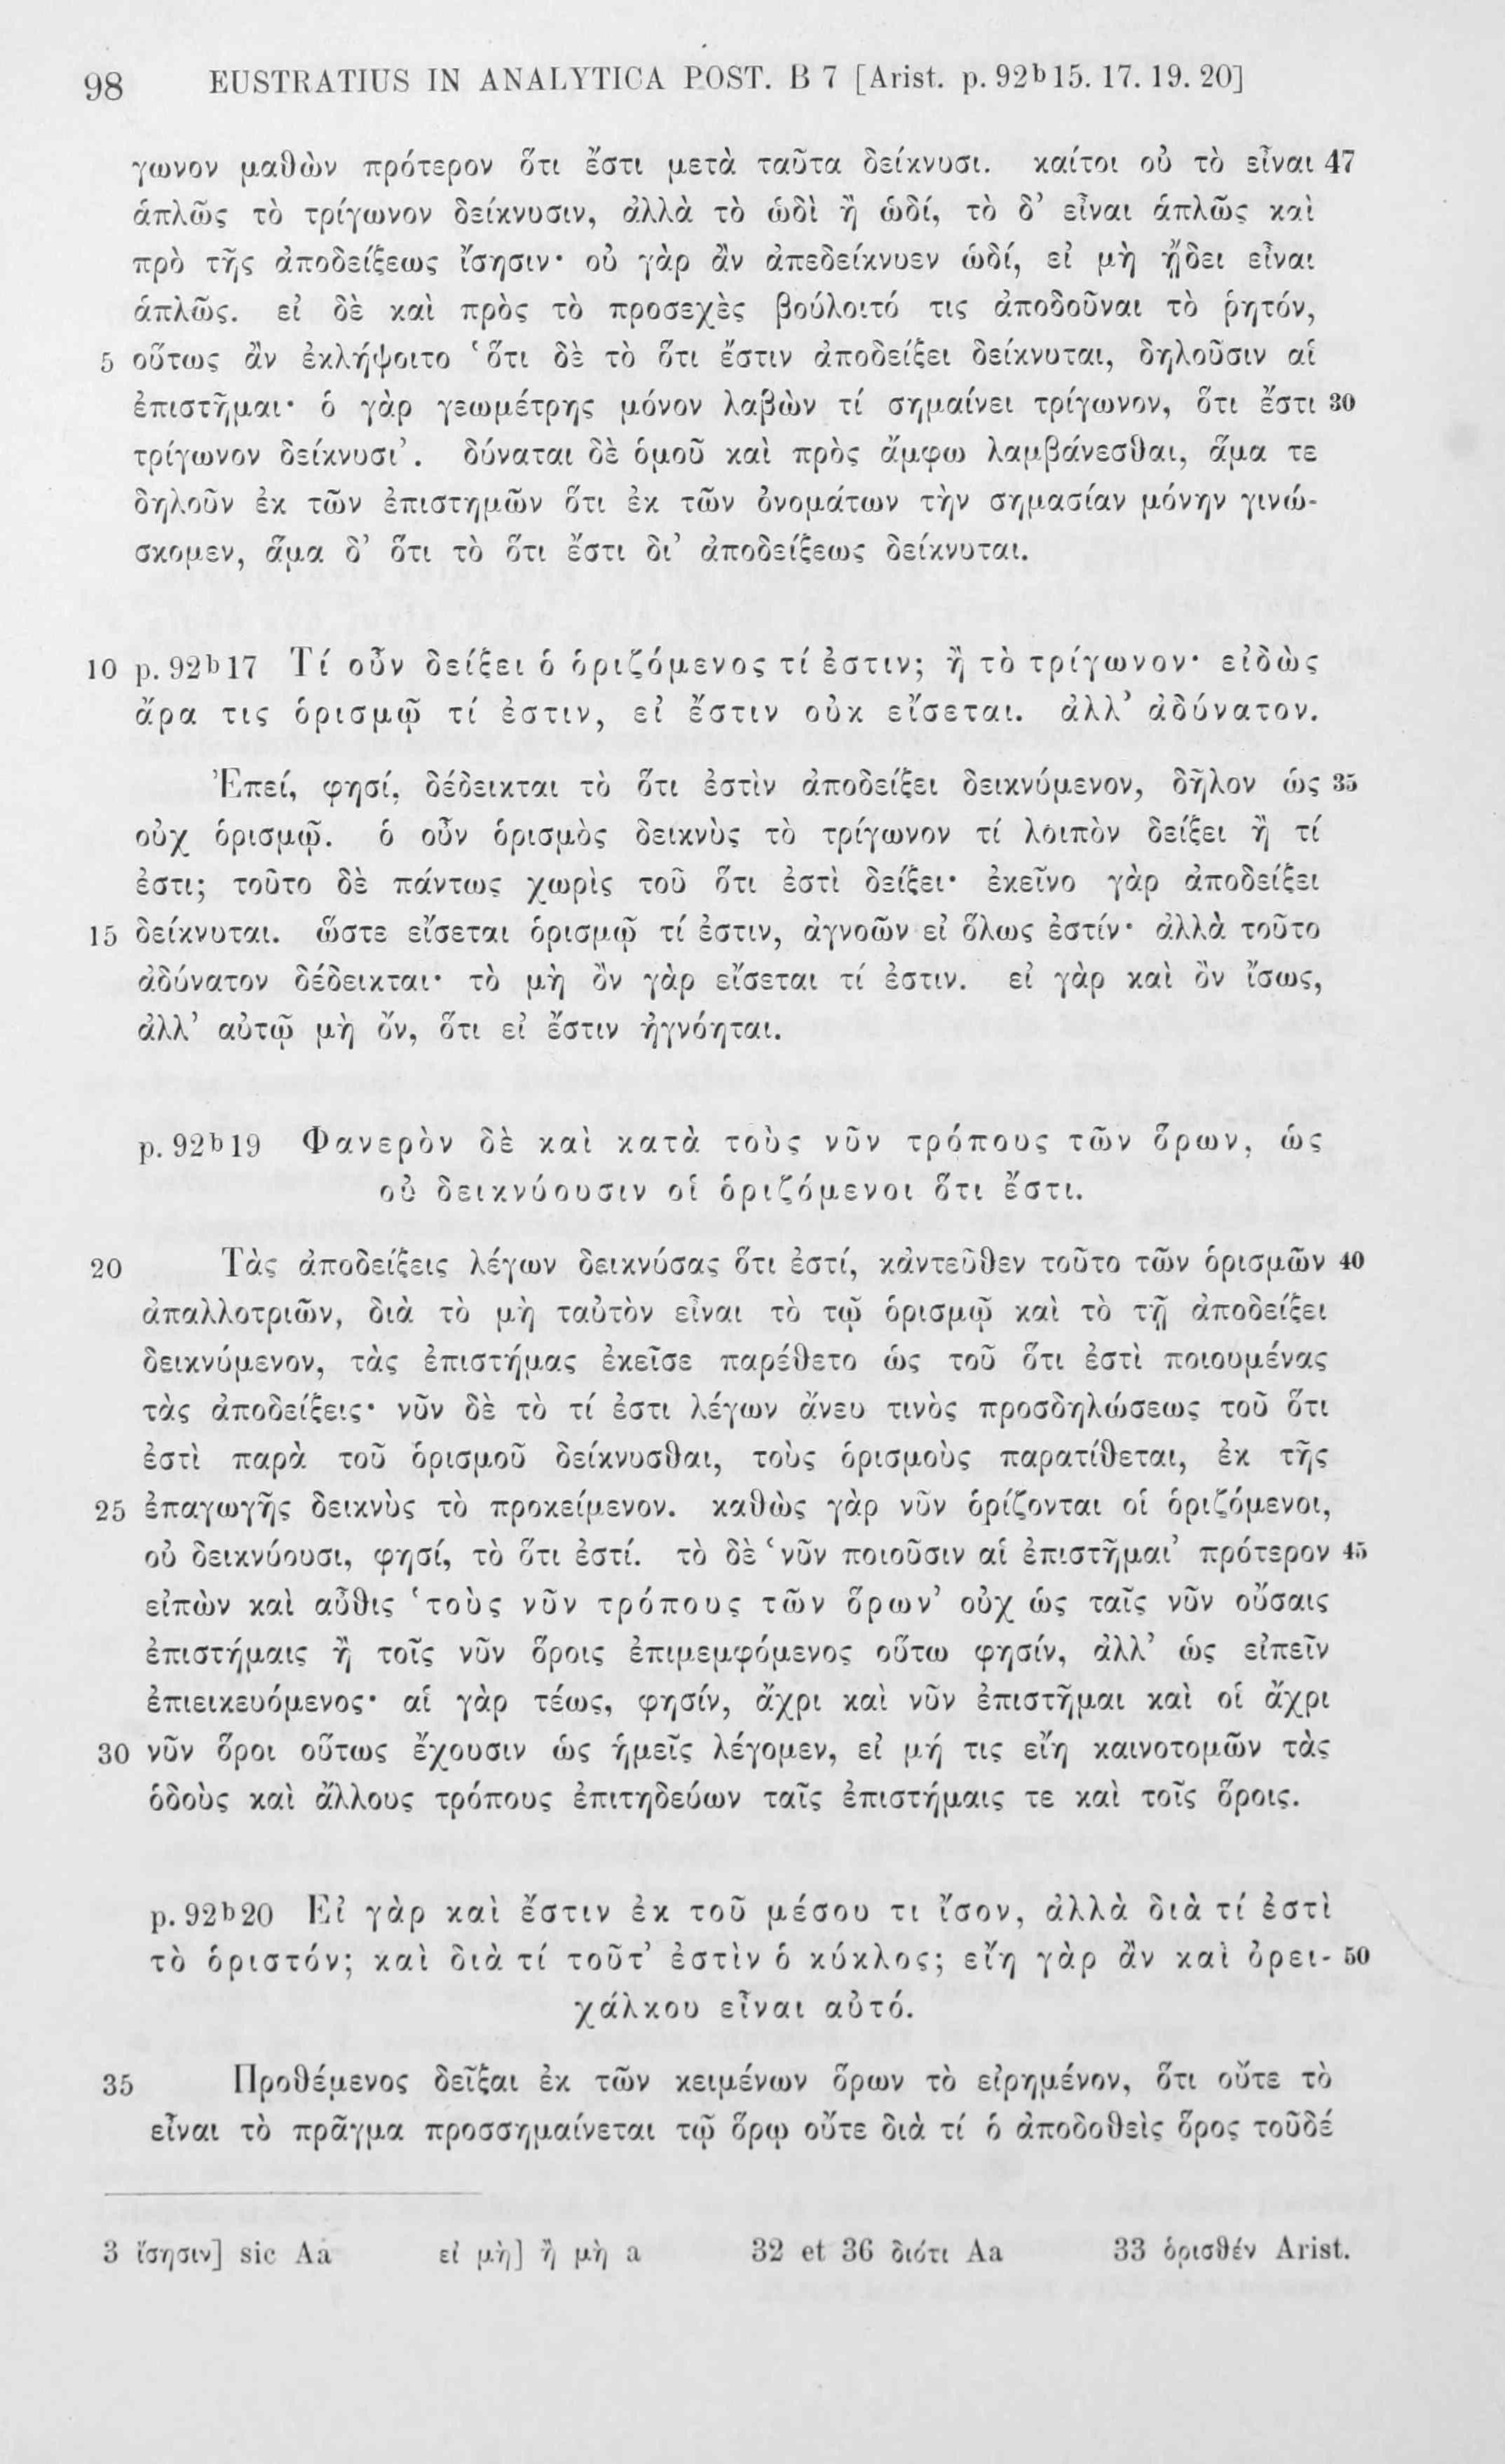 98 EUSTRATIUS IN ANALYTICA POST. B 7 [Arist. p. 92b15. 17. 19. 20]
γωνον μαθὼν πρότερον ὅτι ἔστι μετὰ ταῦτα δείκνυσι. καίτοι οὐ τὸ εἶναι 47
ἁπλῶς τὸ τρίγωνον δείκνυσιν, ἀλλὰ τὸ ὡδὶ ἢ ὡδί, τὸ δ’ εἶναι ἁπλῶς καὶ
πρὸ τῆς ἀποδείξεως ἴσησιν· οὐ γὰρ ἂν ἀπεδείκνυεν ὡδί, εἰ μὴ ᾔδει εἶναι
ἁπλῶς. εἰ δὲ καὶ πρὸς τὸ προσεχὲς βούλοιτό τις ἀποδοῦναι τὸ ῥητόν,
5 οὕτως ἂν ἐκλήψοιτο ‘ὅτι δὲ τὸ ὅτι ἔστιν ἀποδείξει δείκνυται, δηλοῦσιν αἱ
ἐπιστῆμαι· ὁ γὰρ γεωμέτρης μόνον λαβὼν τί σημαίνει τρίγωνον, ὅτι ἔστι 30
τρίγωνον δείκνυσι’. δύναται δὲ ὁμοῦ καὶ πρὸς ἄμφω λαμβάνεσθαι, ἅμα τε
δηλοῦν ἐκ τῶν ἐπιστημῶν ὅτι ἐκ τῶν ὀνομάτων τὴν σημασίαν μόνην γινώ-
σκομεν, ἅμα δ’ ὅτι τὸ ὅτι ἔστι δι’ ἀποδείξεως δείκνυται.
10 p. 92b17 Τί οὖν δείξει ὁ ὁριζόμενος τί ἐστιν; ἢ τὸ τρίγωνον· εἰδὼς
ἄρα τις ὁρισμῷ τί ἐστιν, εἰ ἔστιν οὐκ εἴσεται. ἀλλ’ ἀδύνατον.
Ἐπεί, φησί, δέδεικται τὸ ὅτι ἐστὶν ἀποδείξει δεικνύμενον, δῆλον ὡς 35
οὐχ ὁρισμῷ. ὁ οὖν ὁρισμὸς δεικνὺς τὸ τρίγωνον τί λοιπὸν δείξει ἢ τί
ἐστι; τοῦτο δὲ πάντως χωρὶς τοῦ ὅτι ἐστὶ δείξει· ἐκεῖνο γὰρ ἀποδείξει
15 δείκνυται. ὥστε εἴσεται ὁρισμῷ τί ἐστιν, ἀγνοῶν εἰ ὅλως ἐστίν· ἀλλὰ τοῦτο
ἀδύνατον δέδεικται· τὸ μὴ ὂν γὰρ εἴσεται τί ἐστιν. εἰ γὰρ καὶ ὂν ἴσως,
ἀλλ’ αὐτῷ μὴ ὄν, ὅτι εἰ ἔστιν ἠγνόηται.
p. 92b19 Φανερὸν δὲ καὶ κατὰ τοὺς νῦν τρόπους τῶν ὅρων, ὡς
οὐ δεικνύουσιν οἱ ὁριζόμενοι ὅτι ἔστι.
20 Τὰς ἀποδείξεις λέγων δεικνύσας ὅτι ἐστί, κἀντεῦθεν τοῦτο τῶν ὁρισμῶν 40
ἀπαλλοτριῶν, διὰ τὸ μὴ ταὐτὸν εἶναι τὸ τῷ ὁρισμῷ καὶ τὸ τῇ ἀποδείξει
δεικνύμενον, τὰς ἐπιστήμας ἐκεῖσε παρέθετο ὡς τοῦ ὅτι ἐστὶ ποιουμένας
τὰς ἀποδείξεις· νῦν δὲ τὸ τί ἐστι λέγων ἄνευ τινὸς προσδηλώσεως τοῦ ὅτι
ἐστὶ παρὰ τοῦ ὁρισμοῦ δείκνυσθαι, τοὺς ὁρισμοὺς παρατίθεται, ἐκ τῆς
25 ἐπαγωγῆς δεικνὺς τὸ προκείμενον. καθὼς γὰρ νῦν ὁρίζονται οἱ ὁριζόμενοι,
οὐ δεικνύουσι, φησί, τὸ ὅτι ἐστί. τὸ δὲ ‘νῦν ποιοῦσιν αἱ ἐπιστῆμαι’ πρότερον 45
εἰπὼν καὶ αὖθις ‘τοὺς νῦν τρόπους τῶν ὅρων’ οὐχ ὡς ταῖς νῦν οὔσαις
ἐπιστήμαις ἢ τοῖς νῦν ὅροις ἐπιμεμφόμενος οὕτω φησίν, ἀλλ’ ὡς εἰπεῖν
ἐπιεικευόμενος· αἱ γὰρ τέως, φησίν, ἄχρι καὶ νῦν ἐπιστῆμαι καὶ οἱ ἄχρι
30 νῦν ὅροι οὕτως ἔχουσιν ὡς ἡμεῖς λέγομεν, εἰ μή τις εἴη καινοτομῶν τὰς
ὁδοὺς καὶ ἄλλους τρόπους ἐπιτηδεύων ταῖς ἐπιστήμαις τε καὶ τοῖς ὅροις.
p. 92b20 Εἰ γὰρ καὶ ἔστιν ἐκ τοῦ μέσου τι ἴσον, ἀλλὰ διὰ τί ἐστὶ
τὸ ὁριστόν; καὶ διὰ τί τοῦτ’ ἐστὶν ὁ κύκλος; εἴη γὰρ ἂν καὶ ὀρει- 50
χάλκου εἶναι αὐτό.
35 Προθέμενος δεῖξαι ἐκ τῶν κειμένων ὅρων τὸ εἰρημένον, ὅτι οὔτε τὸ
εἶναι τὸ πρᾶγμα προσσημαίνεται τῷ ὅρῳ οὔτε διὰ τί ὁ ἀποδοθεὶς ὅρος τοῦδέ
3 ἴσησιν] sic Aa εἰ μὴ] ἢ μὴ a 32 et 36 διότι Aa 33 ὁρισθέν Arist.